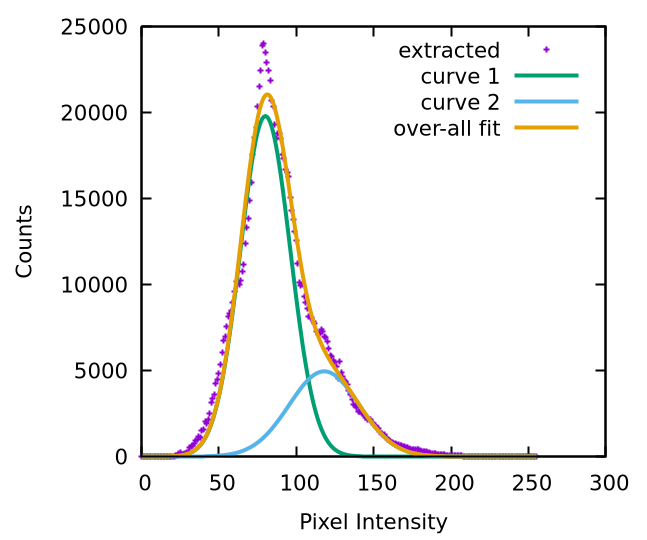 25000
20000
15000
10000
5000
0
Counts
extracted
curve 1
curve 2
over-all fit
0 50 100 150 200 250 300
Pixel Intensity